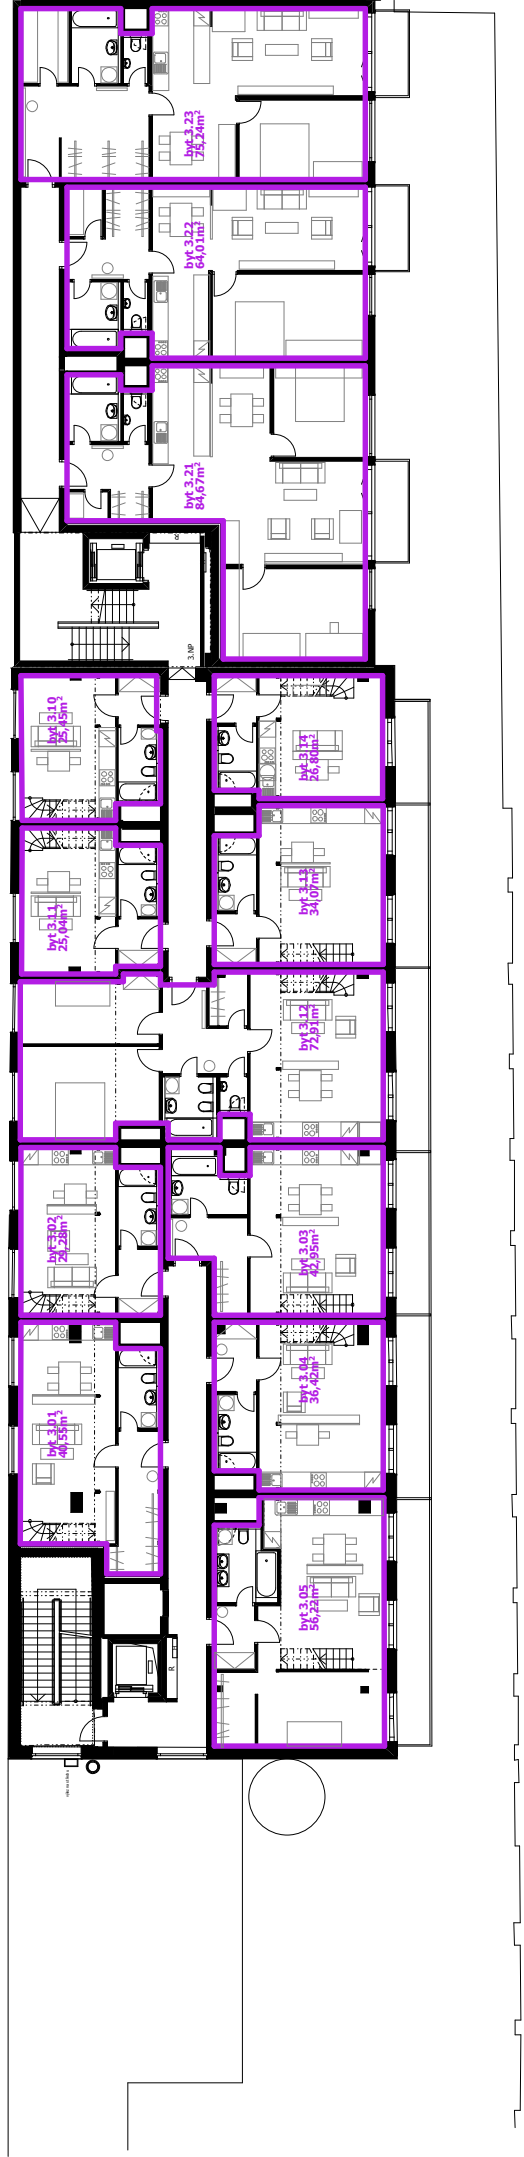 byt 3.23
75,24m²
byt 3.22
64,01m²
byt 3.21
84,67m²
3.NP
byt 3.10
25,45m²
byt 3.14
26,80m²
byt 3.11
25,04m²
byt 3.13
34,07m²
byt 3.12
72,91m²
byt 3.02
29,28m²
byt 3.03
42,95m²
byt 3.04
36,42m²
byt 3.01
40,55m²
byt 3.05
56,22m²
R